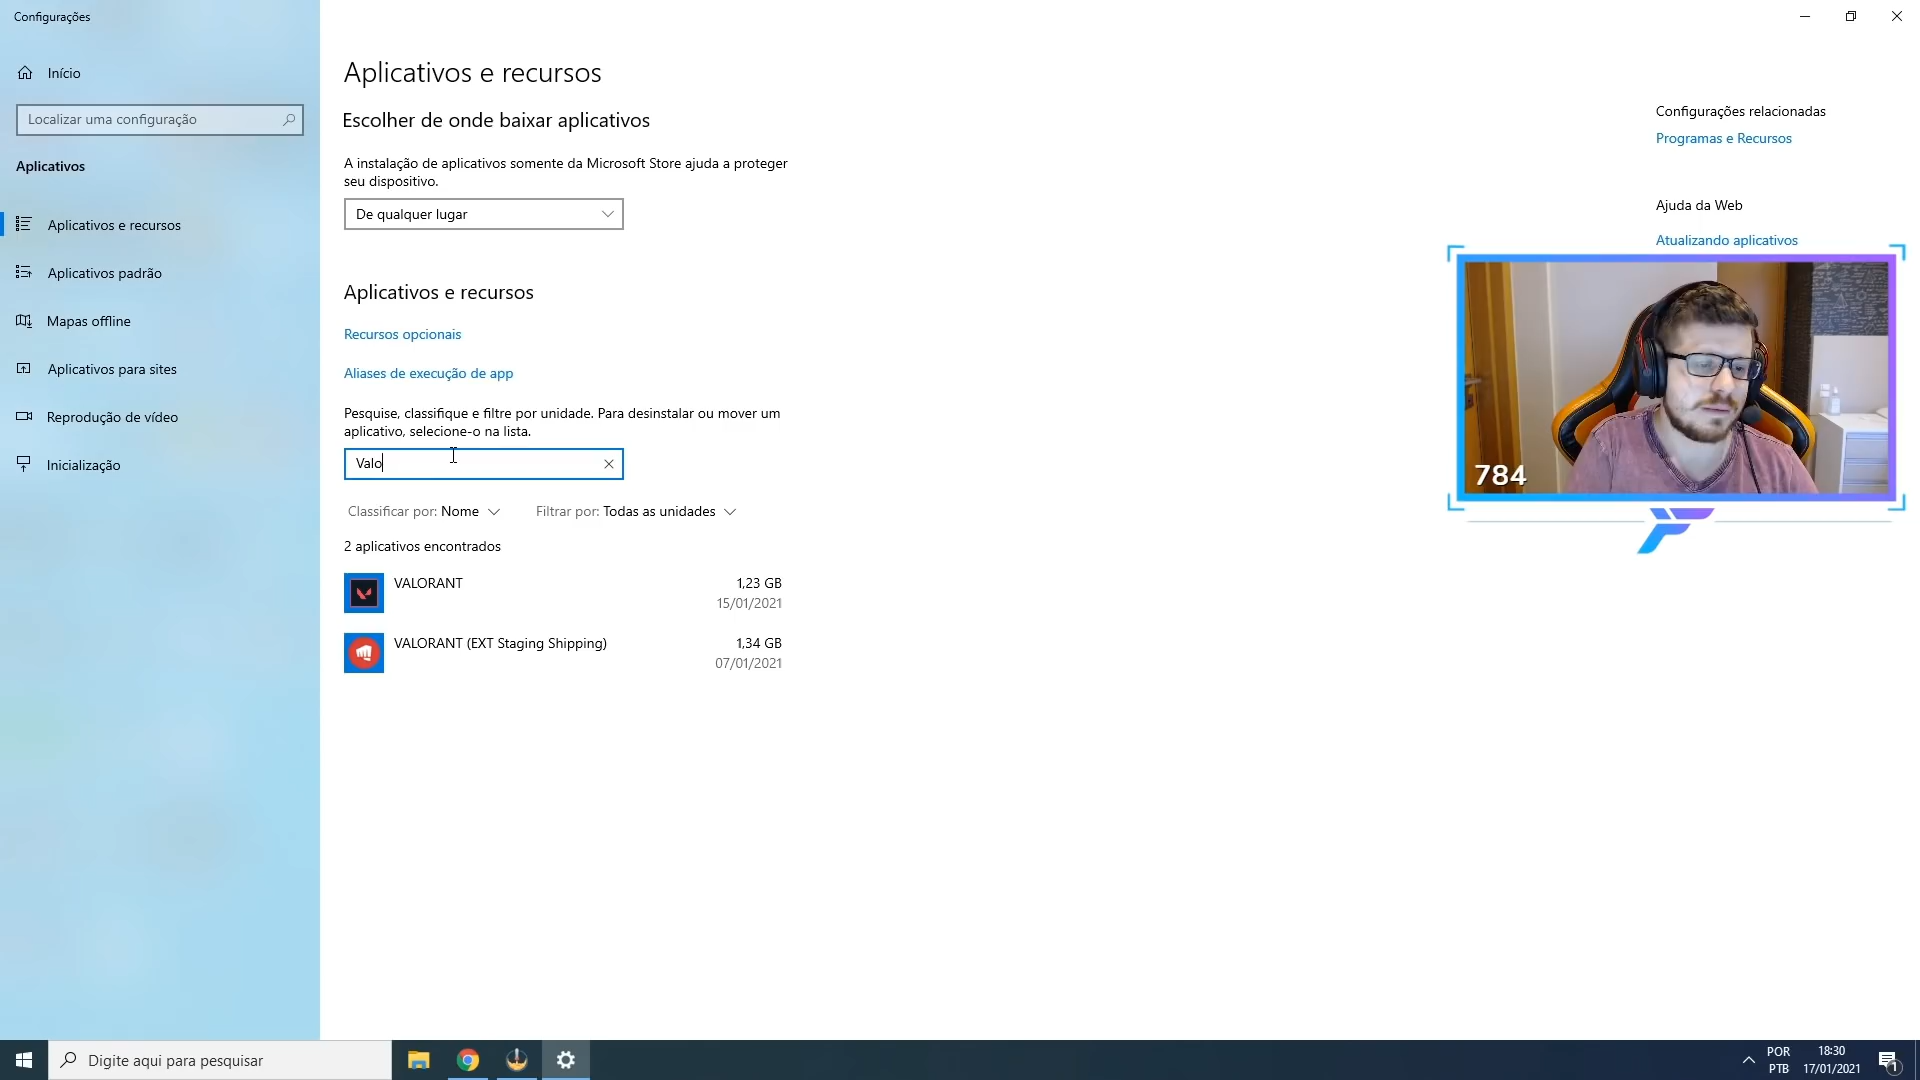 Configurações
Início
Localizar uma configuração
Aplicativos
Aplicativos e recursos
Aplicativos padrão
Mapas offline
Aplicativos para sites
Reprodução de vídeo
Inicialização
Aplicativos e recursos
Escolher de onde baixar aplicativos
A instalação de aplicativos somente da Microsoft Store ajuda a proteger
seu dispositivo.
De qualquer lugar
Aplicativos e recursos
Recursos opcionais
Aliases de execução de app
Pesquise, classifique e filtre por unidade. Para desinstalar ou mover um
aplicativo, selecione-o na lista.
Valo
Classificar por: Nome
Filtrar por: Todas as unidades
2 aplicativos encontrados
VALORANT
1,23 GB
15/01/2021
VALORANT (EXT Staging Shipping)
1,34 GB
07/01/2021
Configurações relacionadas
Programas e Recursos
Ajuda da Web
Atualizando aplicativos
784
Digite aqui para pesquisar
POR
PTB
18:30
17/01/2021
1